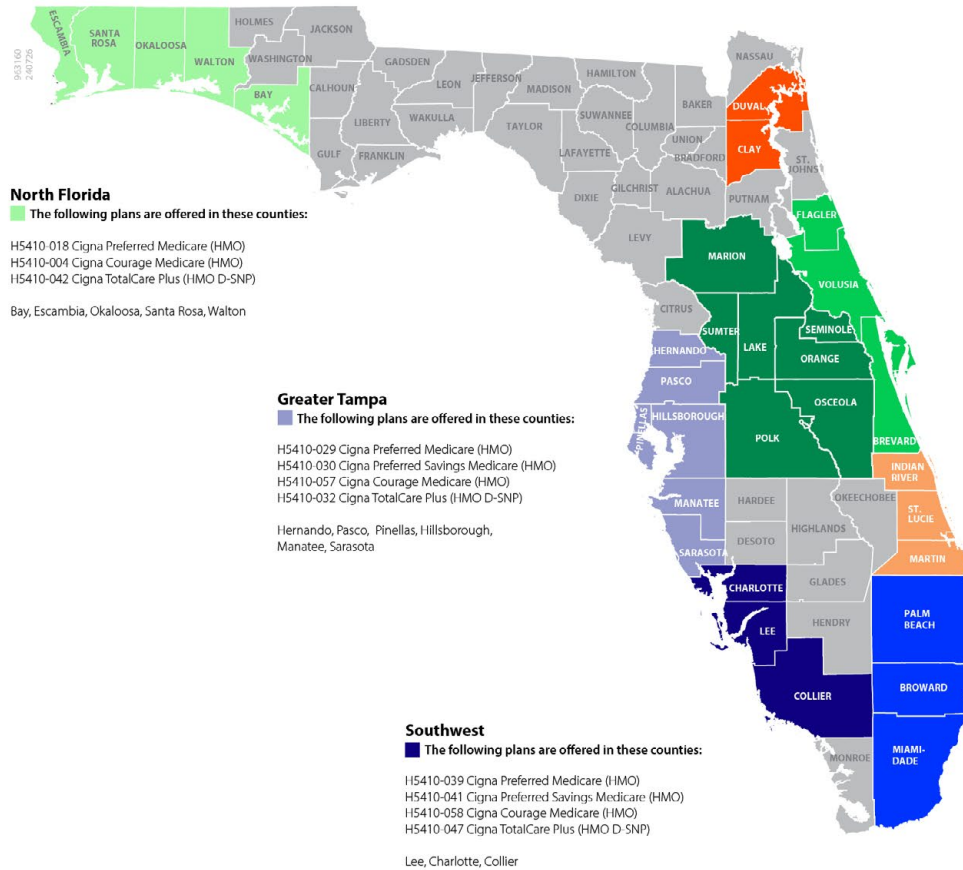 963160
240726
ESCAMBIA
SANTA
ROSA
OKALOOSA
WALTON
HOLMES
WASHINGTON
JACKSON
BAY
CALHOUN
GULF
LIBERTY
FRANKLIN
GADSDEN
LEON
WAKULLA
JEFFERSON
MADISON
TAYLOR
HAMILTON
SUWANNEE
COLUMBIA
LAFAYETTE
DIXIE
GILCHRIST
BAKER
UNION
BRADFORD
ALACHUA
LEVY
NASSAU
DUVAL
CLAY
ST.
JOHNS
PUTNAM
FLAGLER
MARION
VOLUSIA
CITRUS
SUMTER
LAKE
SEMINOLE
ORANGE
HERNANDO
PASCO
OSCEOLA
PINELLAS
HILLSBOROUGH
POLK
BREVARD
INDIAN
RIVER
MANATEE
HARDEE
OKEECHOBEE
HIGHLANDS
ST.
LUCIE
SARASOTA
DESOTO
MARTIN
CHARLOTTE
GLADES
LEE
HENDRY
PALM
BEACH
COLLIER
BROWARD
MONROE
MIAMI-
DADE
North Florida
The following plans are offered in these counties:
H5410-018 Cigna Preferred Medicare (HMO)
H5410-004 Cigna Courage Medicare (HMO)
H5410-042 Cigna TotalCare Plus (HMO D-SNP)
Bay, Escambia, Okaloosa, Santa Rosa, Walton
Greater Tampa
The following plans are offered in these counties:
H5410-029 Cigna Preferred Medicare (HMO)
H5410-030 Cigna Preferred Savings Medicare (HMO)
H5410-057 Cigna Courage Medicare (HMO)
H5410-032 Cigna TotalCare Plus (HMO D-SNP)
Hernando, Pasco, Pinellas, Hillsborough,
Manatee, Sarasota
Southwest
The following plans are offered in these counties:
H5410-039 Cigna Preferred Medicare (HMO)
H5410-041 Cigna Preferred Savings Medicare (HMO)
H5410-058 Cigna Courage Medicare (HMO)
H5410-047 Cigna TotalCare Plus (HMO D-SNP)
Lee, Charlotte, Collier